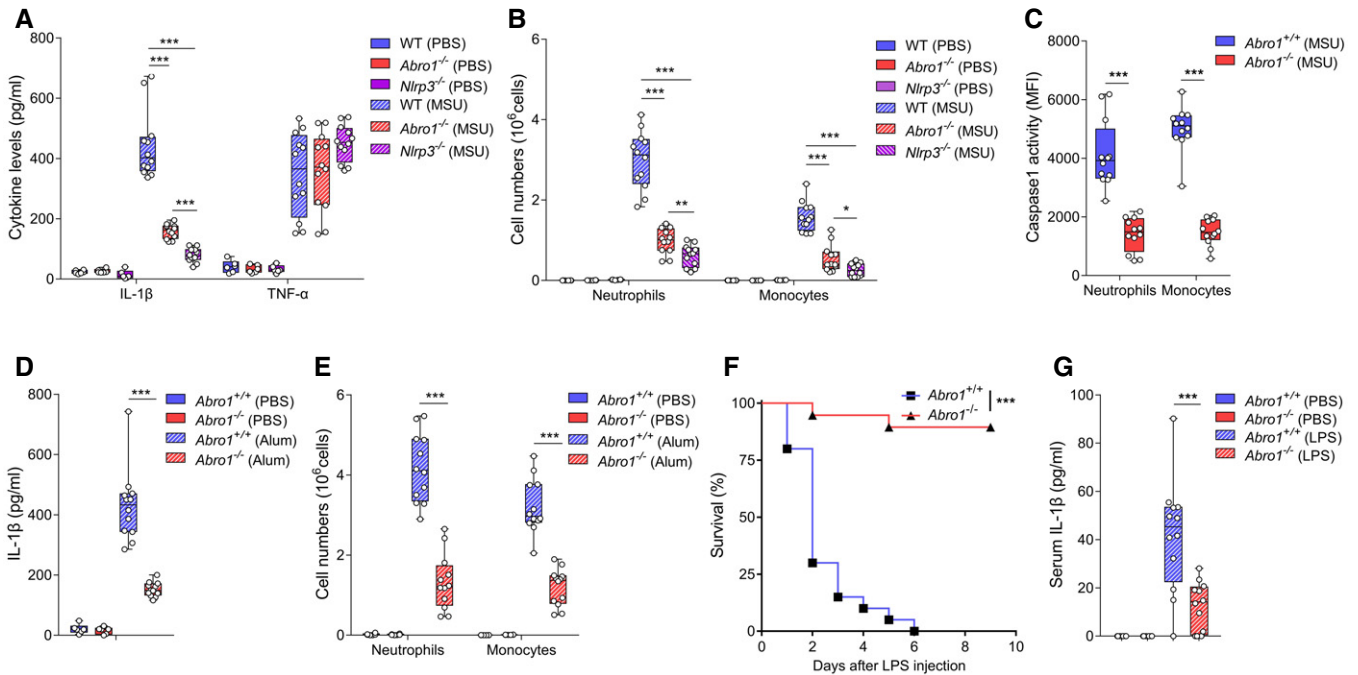 A
Cytokine levels (pg/ml)
800
600
400
200
0
***
***
***
IL-1β
TNF-α
WT (PBS)
Abro1-/- (PBS)
Nlrp3-/- (PBS)
WT (MSU)
Abro1-/- (MSU)
Nlrp3-/- (MSU)
B
Cell numbers (10⁶cells)
6
4
2
0
***
***
**
***
***
*
Neutrophils
Monocytes
WT (PBS)
Abro1-/- (PBS)
Nlrp3-/- (PBS)
WT (MSU)
Abro1-/- (MSU)
Nlrp3-/- (MSU)
C
Caspase1 activity (MFI)
8000
6000
4000
2000
0
***
***
Neutrophils
Monocytes
Abro1+/+ (MSU)
Abro1-/- (MSU)
D
IL-1β (pg/ml)
800
600
400
200
0
***
Abro1+/+ (PBS)
Abro1-/- (PBS)
Abro1+/+ (Alum)
Abro1-/- (Alum)
E
Cell numbers (10⁶cells)
6
4
2
0
***
***
Neutrophils
Monocytes
Abro1+/+ (PBS)
Abro1-/- (PBS)
Abro1+/+ (Alum)
Abro1-/- (Alum)
F
Survival (%)
100
75
50
25
0
0
2
4
6
8
10
Days after LPS injection
Abro1+/+
Abro1-/-
***
G
Serum IL-1β (pg/ml)
100
80
60
40
20
0
***
Abro1+/+ (PBS)
Abro1-/- (PBS)
Abro1+/+ (LPS)
Abro1-/- (LPS)